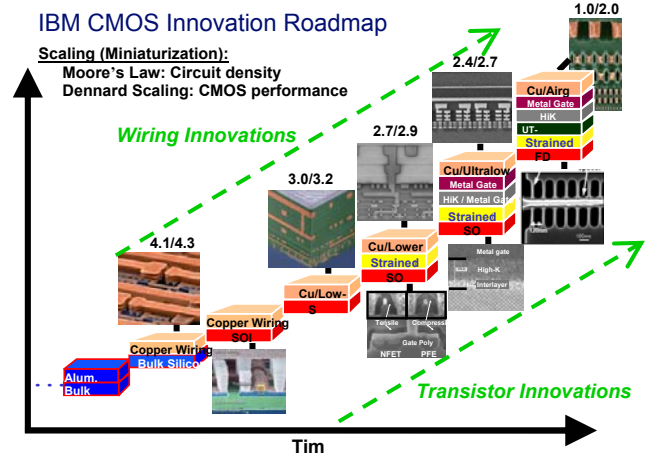 IBM CMOS Innovation Roadmap
Scaling (Miniaturization):
Moore's Law: Circuit density
Dennard Scaling: CMOS performance
Wiring Innovations
1.0/2.0
2.4/2.7
2.7/2.9
3.0/3.2
4.1/4.3
Cu/Airg
Metal Gate
HiK
UT-
Strained
FD
Cu/Ultralow
Metal Gate
HiK / Metal Gat
Strained
SO
Cu/Lower
Strained
SO
Cu/Low-
S
Copper Wiring
SOI
Copper Wiring
Bulk Silico
Alum.
Bulk
Metal gate
High-K
Interlayer
Tensile
Compressi
Gate Poly
NFET
PFE
Transistor Innovations
Tim